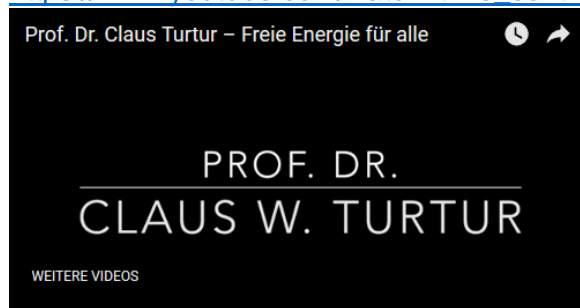 Prof. Dr. Claus Turtur – Freie Energie für alle
PROF. DR.
CLAUS W. TURTUR
WEITERE VIDEOS